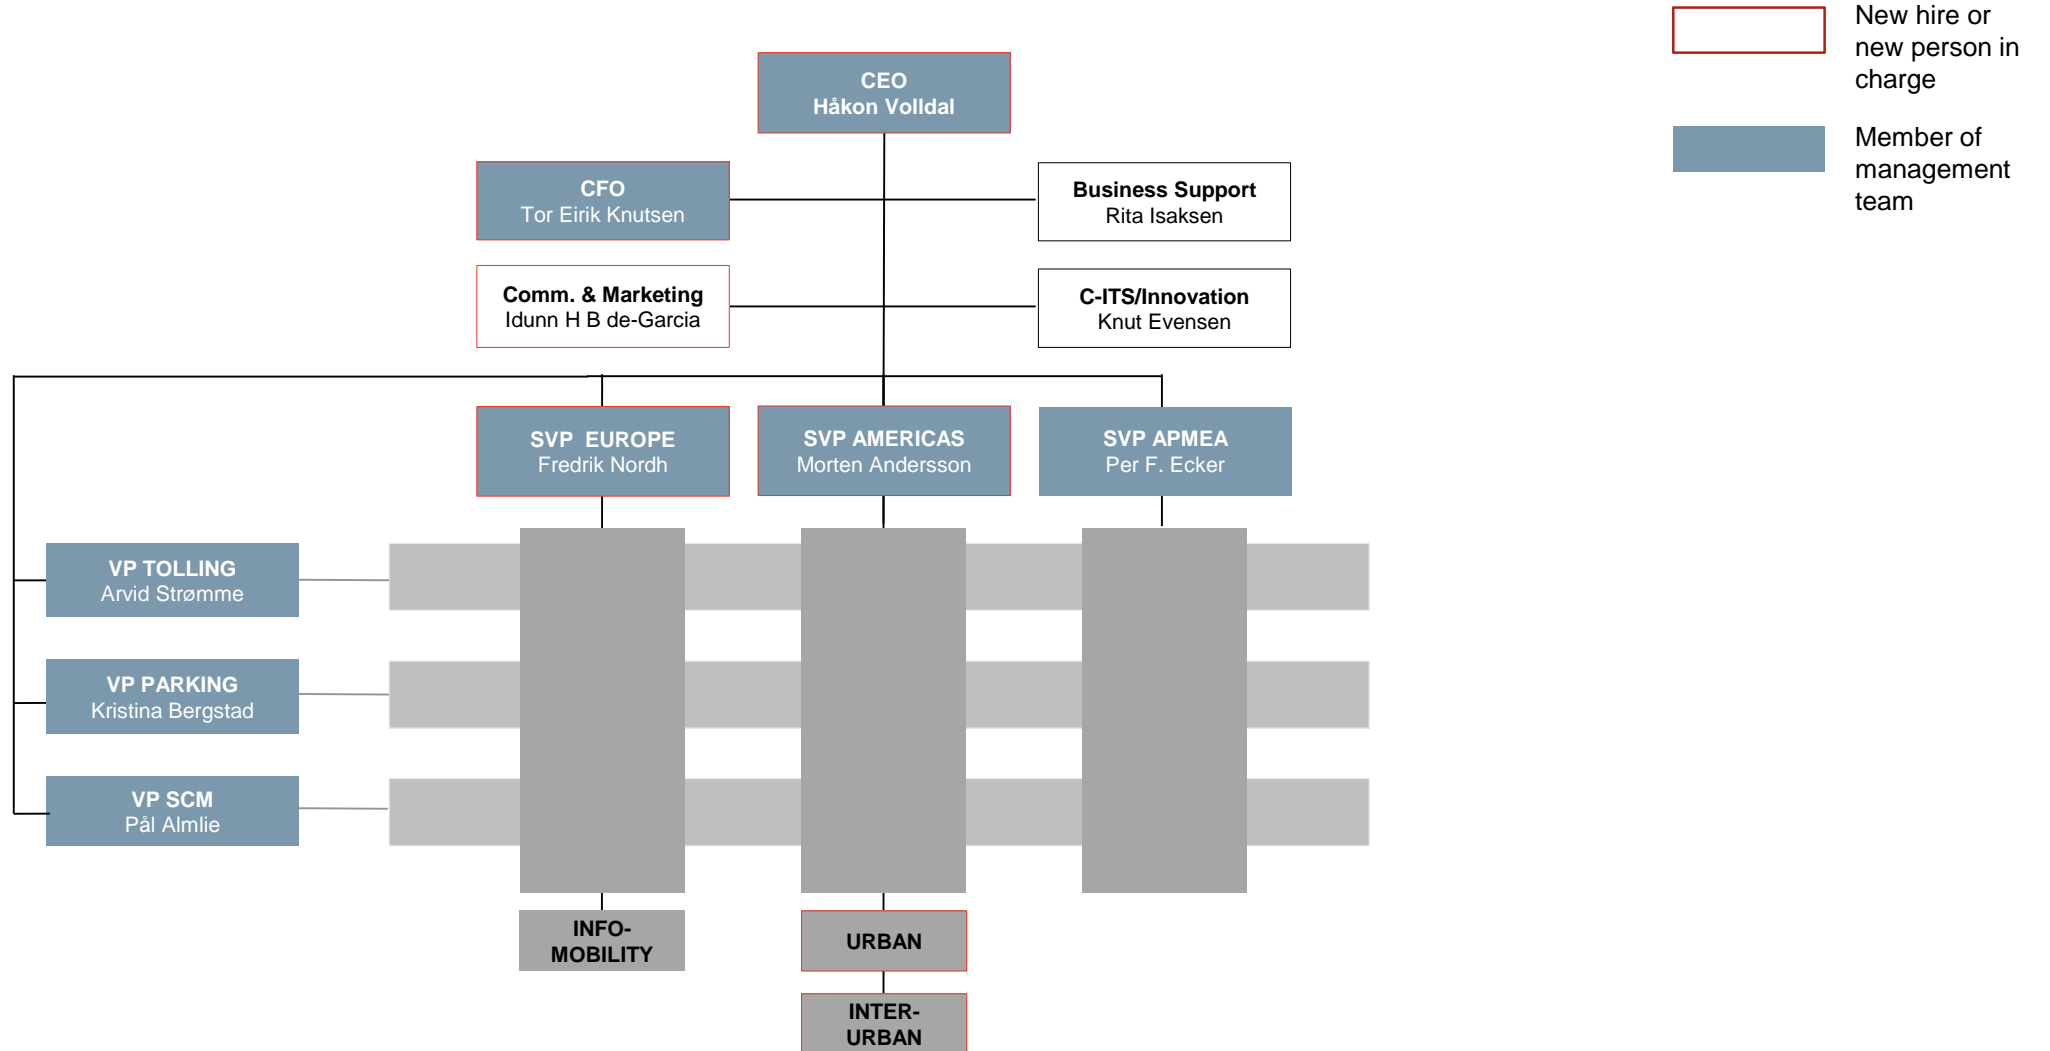 New hire or
new person in
charge
Member of
management
team
CEO
Håkon Volldal
CFO
Tor Eirik Knutsen
Business Support
Rita Isaksen
Comm. & Marketing
Idunn H B de-Garcia
C-ITS/Innovation
Knut Evensen
SVP EUROPE
Fredrik Nordh
SVP AMERICAS
Morten Andersson
SVP APMEA
Per F. Ecker
VP TOLLING
Arvid Strømme
VP PARKING
Kristina Bergstad
VP SCM
Pål Almlie
INFO-
MOBILITY
URBAN
INTER-
URBAN